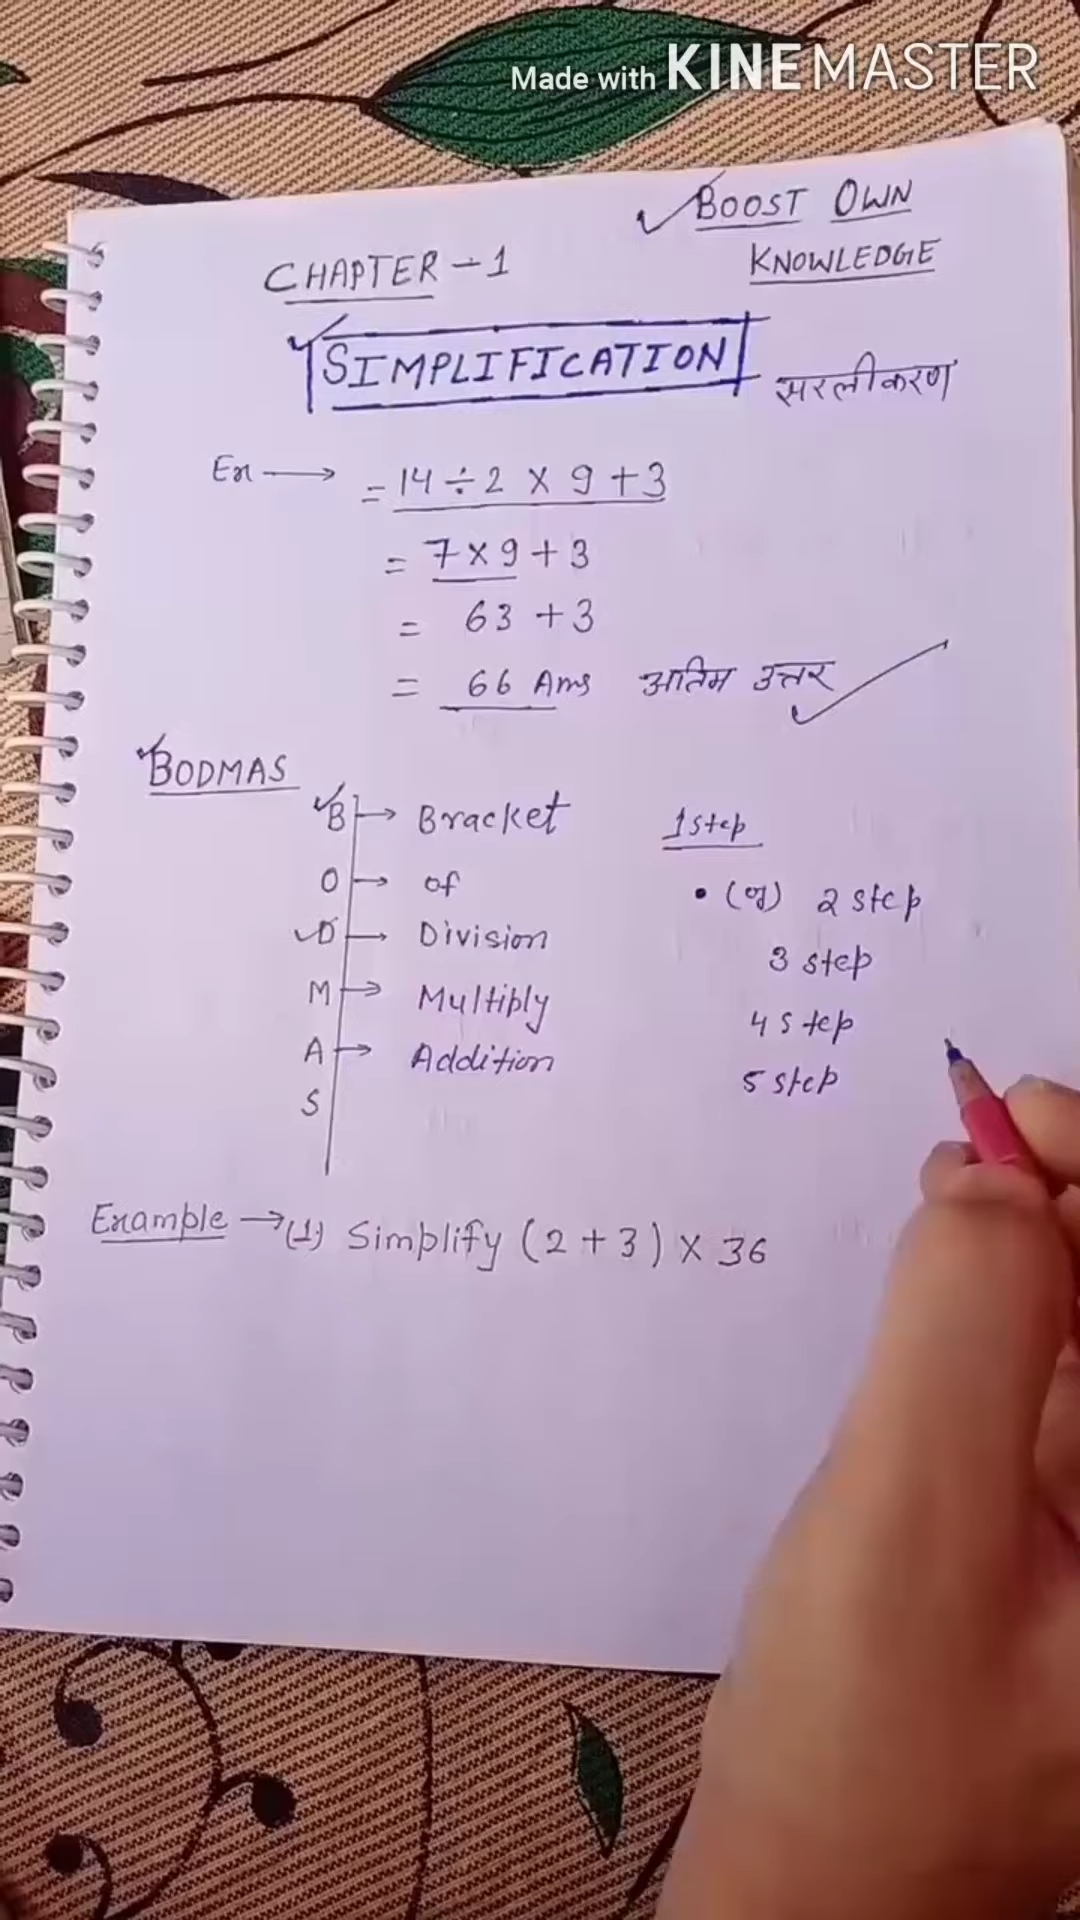 Made with KINEMASTER
BOOST OWN
KNOWLEDGE
CHAPTER - 1
SIMPLIFICATION
सरलीकरण
Ex → = 14 ÷ 2 × 9 + 3
= 7 × 9 + 3
= 63 + 3
= 66 Ans अतिम उत्तर
BODMAS
B → Bracket 1 step
O → of • (of) 2 step
D → Division 3 step
M → Multiply 4 step
A → Addition 5 step
S
Example → (1) Simplify (2 + 3) × 36